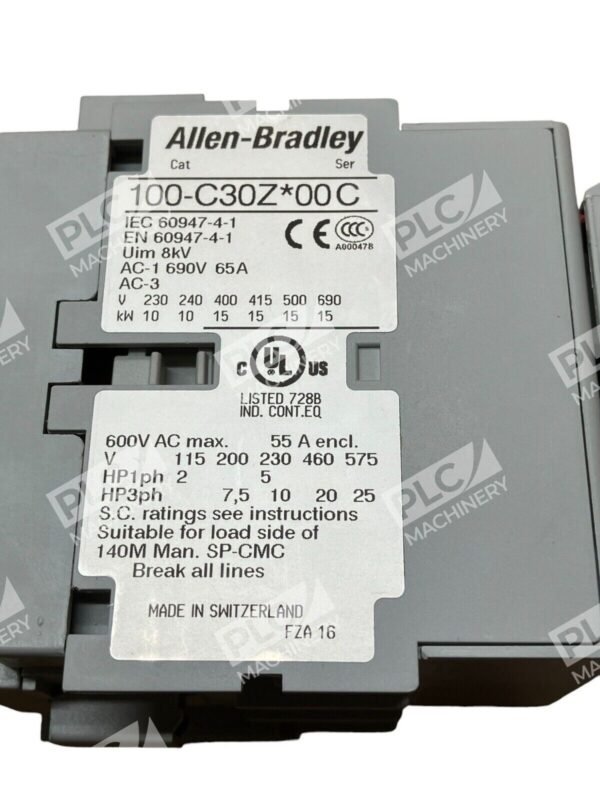 Allen-Bradley
Cat Ser
100-C30Z*00 C
IEC 60947-4-1
EN 60947-4-1
Uim 8kV
AC-1 690V 65A
AC-3
V 230 240 400 415 500 690
kW 10 10 15 15 15 15
CE CCC
A00047B
C UL US
LISTED 728B
IND. CONT.EQ
600V AC max. 55 A encl.
V 115 200 230 460 575
HP1ph 2 5
HP3ph 7,5 10 20 25
S.C. ratings see instructions
Suitable for load side of
140M Man. SP-CMC
Break all lines
MADE IN SWITZERLAND
FZA 16
PLC MACHINERY